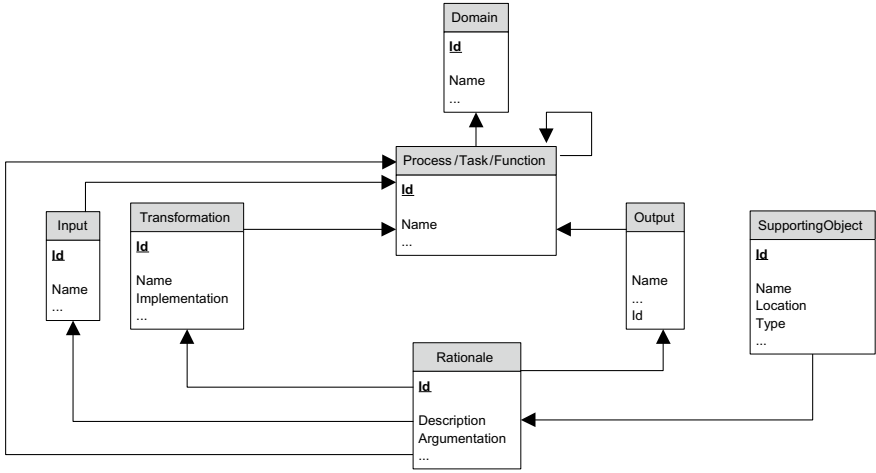 Domain
Id
Name
...
Process/Task/Function
Id
Name
...
Input
Id
Name
...
Transformation
Id
Name
Implementation
...
Output
Name
...
Id
SupportingObject
Id
Name
Location
Type
...
Rationale
Id
Description
Argumentation
...